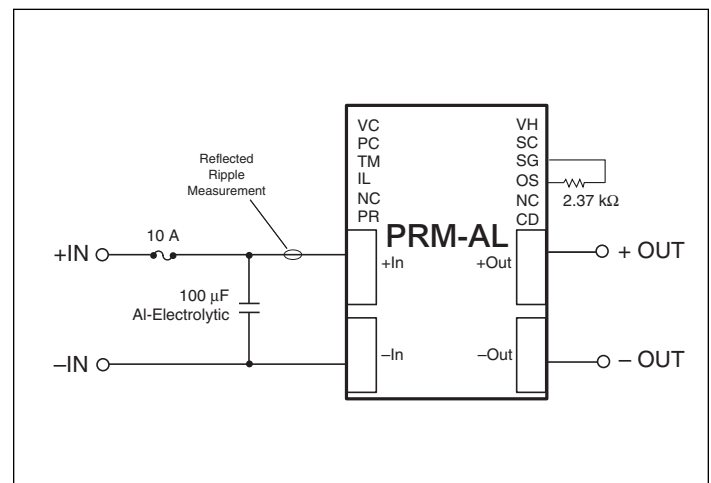 VC
PC
TM
IL
NC
PR
VH
SC
SG
OS
NC
CD
2.37 kΩ
Reflected
Ripple
Measurement
10 A
PRM-AL
+IN
+In
+Out
+ OUT
100 μF
Al-Electrolytic
–IN
–In
–Out
– OUT